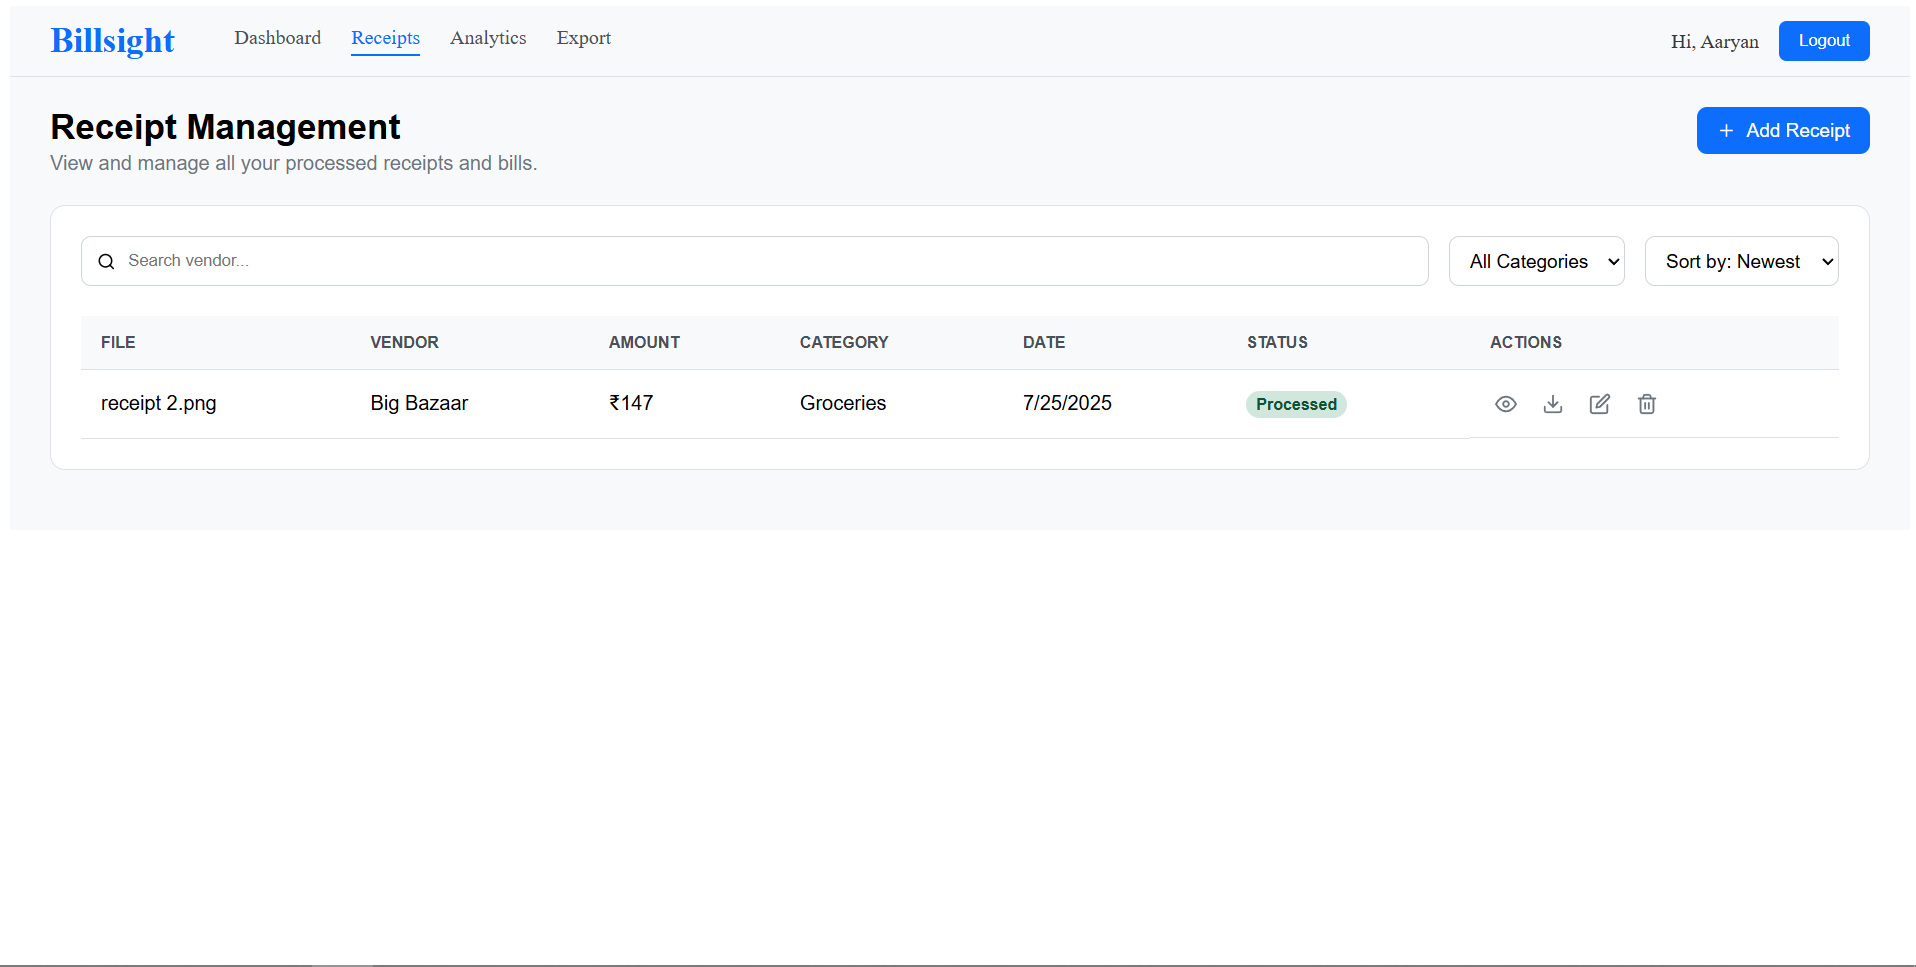 Billsight Dashboard Receipts Analytics Export Hi, Aaryan Logout
Receipt Management
+ Add Receipt
View and manage all your processed receipts and bills.
Search vendor... All Categories Sort by: Newest
FILE VENDOR AMOUNT CATEGORY DATE STATUS ACTIONS
receipt 2.png Big Bazaar ₹147 Groceries 7/25/2025 Processed